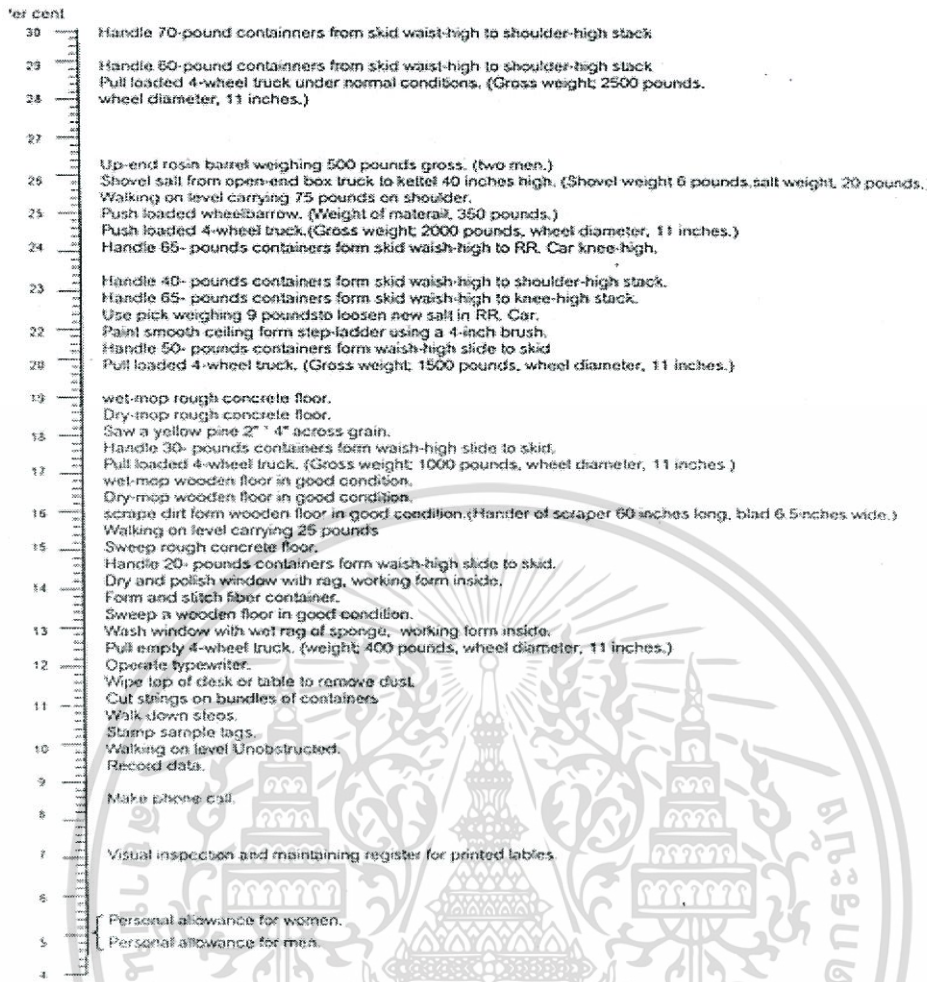 'er cent
30 Handle 70-pound containners from skid waist-high to shoulder-high stack
29 Handle 60-pound containners from skid waist-high to shoulder-high stack
Pull loaded 4-wheel truck under normal conditions. (Gross weight; 2500 pounds.
28 wheel diameter, 11 inches.)
27
Up-end rosin barrel weighing 500 pounds gross. (two men.)
26 Shovel salt from open-end box truck to kettel 40 inches high. (Shovel weight 6 pounds,salt weight, 20 pounds.
Walking on level carrying 75 pounds on shoulder.
25 Push loaded wheelbarrow. (Weight of materail, 350 pounds.)
Push loaded 4-wheel truck.(Gross weight; 2000 pounds, wheel diameter, 11 inches.)
24 Handle 65- pounds containers form skid waish-high to RR. Car knee-high.
Handle 40- pounds containers form skid waish-high to shoulder-high stack.
23 Handle 65- pounds containers form skid waish-high to knee-high stack.
Use pick weighing 9 poundsto loosen new salt in RR. Car.
22 Paint smooth ceiling form step-ladder using a 4-inch brush.
Handle 50- pounds containers form waish-high slide to skid
20 Pull loaded 4-wheel truck. (Gross weight; 1500 pounds, wheel diameter, 11 inches.)
19 wet-mop rough concrete floor.
Dry-mop rough concrete floor.
18 Saw a yellow pine 2" * 4" across grain.
Handle 30- pounds containers form waish-high slide to skid.
17 Pull loaded 4-wheel truck. (Gross weight; 1000 pounds, wheel diameter, 11 inches )
wet-mop wooden floor in good condition.
Dry-mop wooden floor in good condition.
16 scrape dirt form wooden floor in good condition.(Hander of scraper 60 inches long, blad 6.5inches wide.)
Walking on level carrying 25 pounds
15 Sweep rough concrete floor.
Handle 20- pounds containers form waish-high slide to skid.
14 Dry and polish window with rag, working form inside.
Form and stitch fiber container.
Sweep a wooden floor in good condition.
13 Wash window with wet rag of sponge, working form inside.
Pull empty 4-wheel truck. (weight; 400 pounds, wheel diameter, 11 inches.)
12 Operate typewriter.
Wipe top of desk or table to remove dust.
11 Cut strings on bundles of containers
Walk down steps.
Stamp sample tags.
10 Walking on level Unobstructed.
Record data.
9
Make phone call.
8
7 Visual inspection and maintaining register for printed lables.
6
Personal allowance for women.
5 Personal allowance for men.
4